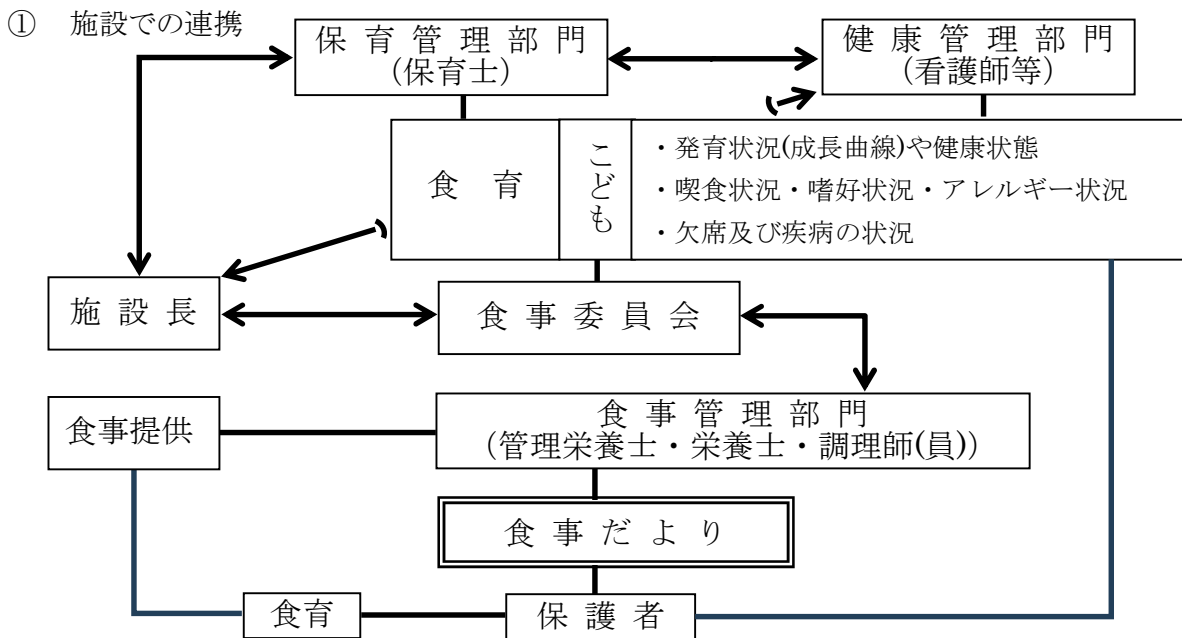 ① 施設での連携
保育管理部門
(保育士)
健康管理部門
(看護師等)
食育
こども
・発育状況(成長曲線)や健康状態
・喫食状況・嗜好状況・アレルギー状況
・欠席及び疾病の状況
施設長
食事委員会
食事提供
食事管理部門
(管理栄養士・栄養士・調理師(員))
食事だより
食育
保護者